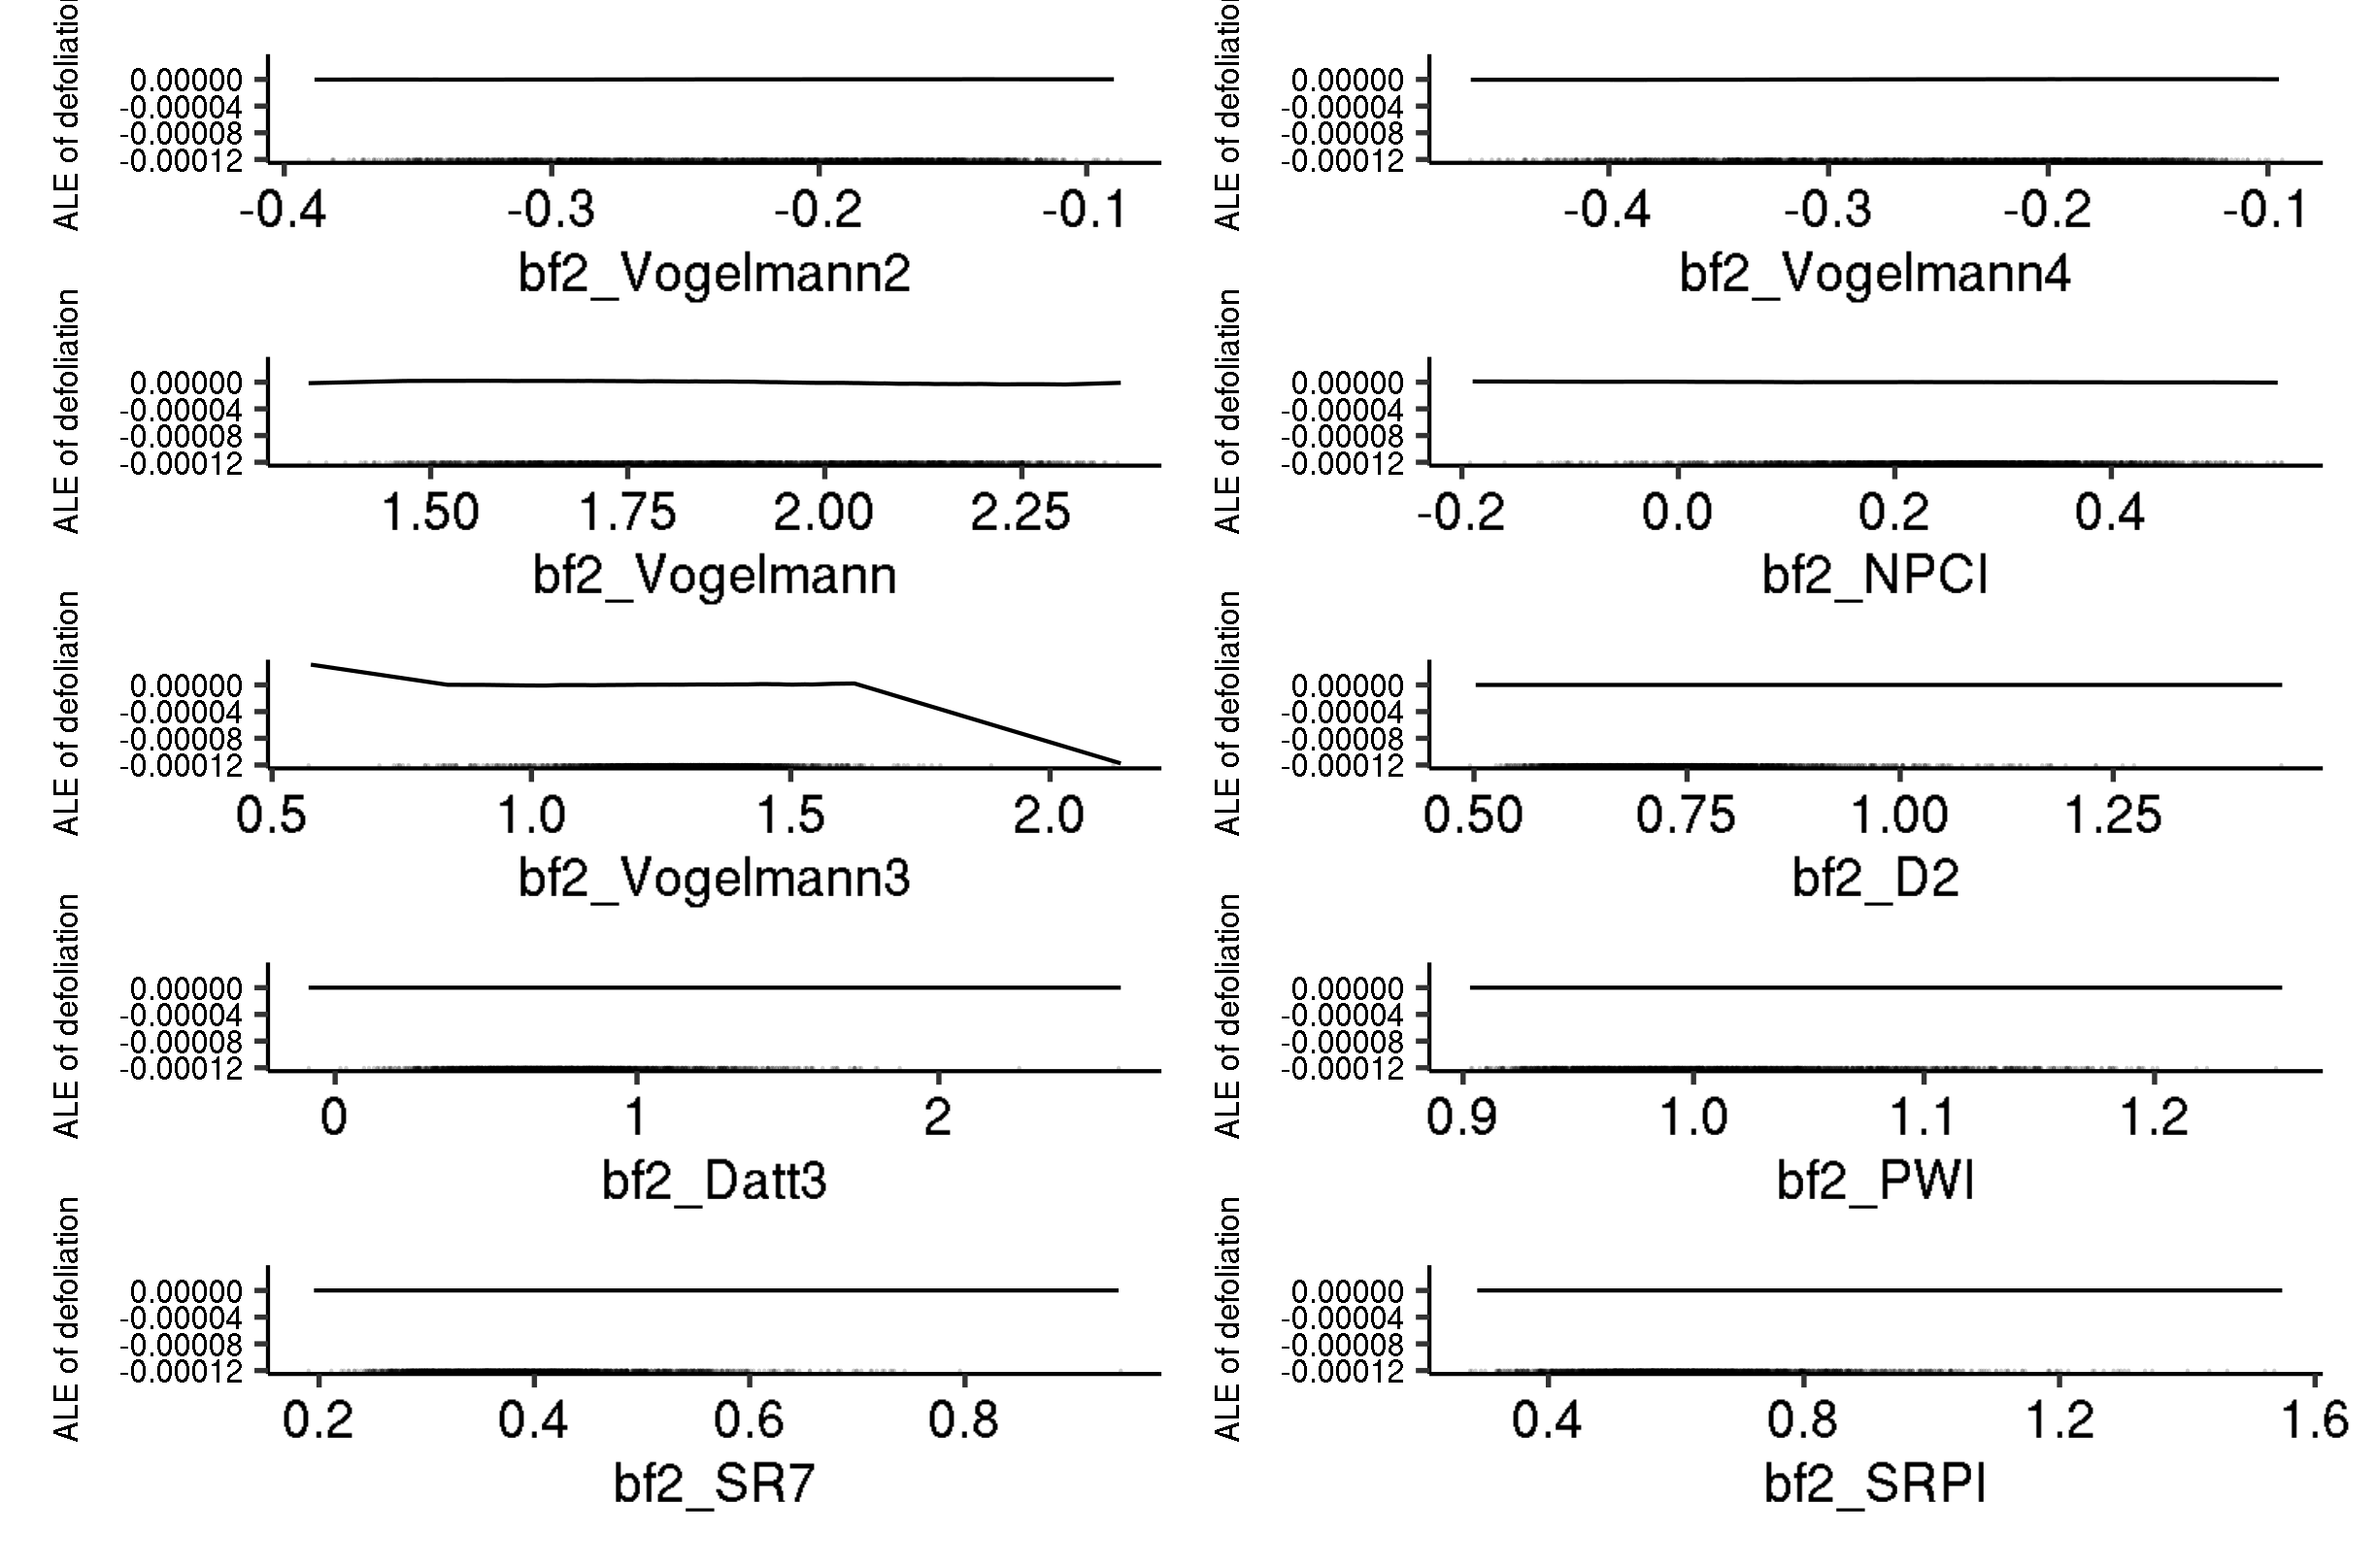 ALE of defoliation
0.00000
-0.00004
-0.00008
-0.00012
-0.4 -0.3 -0.2 -0.1
bf2_Vogelmann2
ALE of defoliation
0.00000
-0.00004
-0.00008
-0.00012
-0.4 -0.3 -0.2 -0.1
bf2_Vogelmann4
ALE of defoliation
0.00000
-0.00004
-0.00008
-0.00012
1.50 1.75 2.00 2.25
bf2_Vogelmann
ALE of defoliation
0.00000
-0.00004
-0.00008
-0.00012
-0.2 0.0 0.2 0.4
bf2_NPCI
ALE of defoliation
0.00000
-0.00004
-0.00008
-0.00012
0.5 1.0 1.5 2.0
bf2_Vogelmann3
ALE of defoliation
0.00000
-0.00004
-0.00008
-0.00012
0.50 0.75 1.00 1.25
bf2_D2
ALE of defoliation
0.00000
-0.00004
-0.00008
-0.00012
0 1 2
bf2_Datt3
ALE of defoliation
0.00000
-0.00004
-0.00008
-0.00012
0.9 1.0 1.1 1.2
bf2_PWI
ALE of defoliation
0.00000
-0.00004
-0.00008
-0.00012
0.2 0.4 0.6 0.8
bf2_SR7
ALE of defoliation
0.00000
-0.00004
-0.00008
-0.00012
0.4 0.8 1.2 1.6
bf2_SRPI